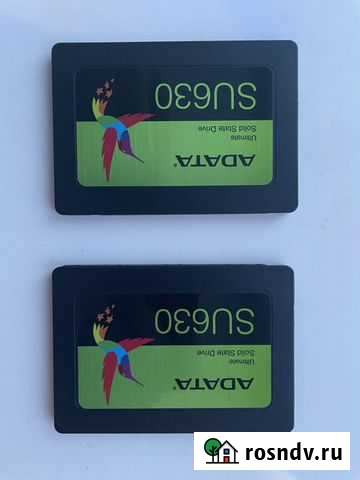 ADATA®
Ultimate
Solid State Drive
SU630
ADATA®
Ultimate
Solid State Drive
SU630
rosndv.ru